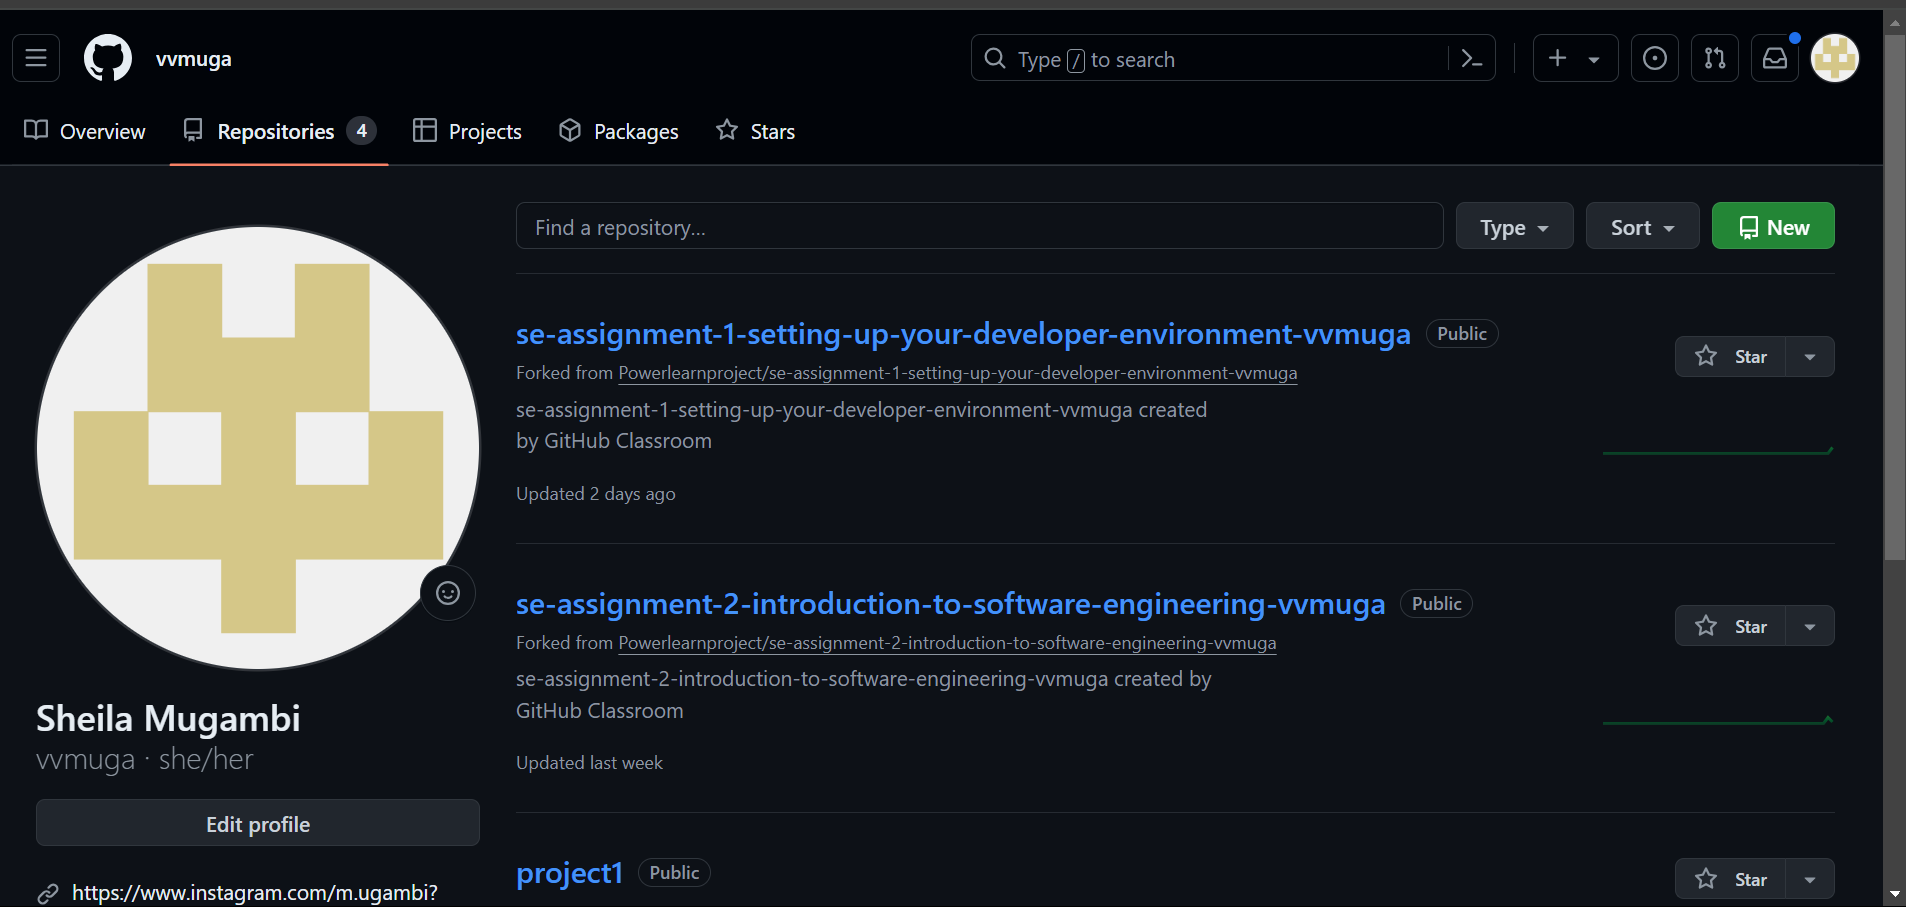 vvmuga
Type / to search
Overview
Repositories 4
Projects
Packages
Stars
Find a repository...
Type
Sort
New
se-assignment-1-setting-up-your-developer-environment-vvmuga Public
Star
Forked from Powerlearnproject/se-assignment-1-setting-up-your-developer-environment-vvmuga
se-assignment-1-setting-up-your-developer-environment-vvmuga created
by GitHub Classroom
Updated 2 days ago
se-assignment-2-introduction-to-software-engineering-vvmuga Public
Star
Forked from Powerlearnproject/se-assignment-2-introduction-to-software-engineering-vvmuga
se-assignment-2-introduction-to-software-engineering-vvmuga created by
GitHub Classroom
Updated last week
project1 Public
Star
Sheila Mugambi
vvmuga · she/her
Edit profile
https://www.instagram.com/m.ugambi?